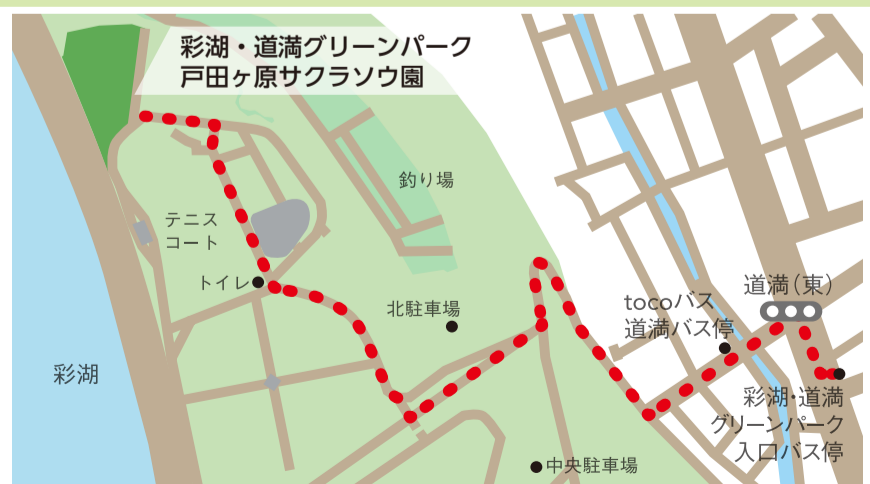 彩湖・道満グリーンパーク
戸田ヶ原サクラソウ園
釣り場
テニス
コート
トイレ
北駐車場
tocoバス
道満バス停
道満（東）
彩湖
彩湖・道満
グリーンパーク
入口バス停
中央駐車場